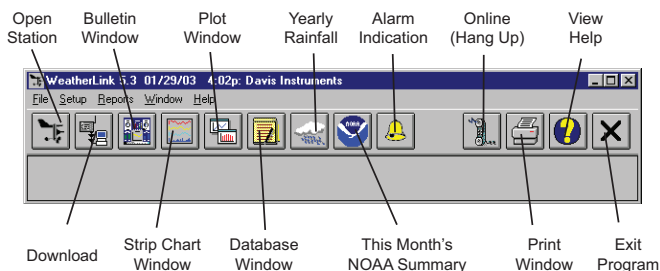 Open Station
Bulletin Window
Plot Window
Yearly Rainfall
Alarm Indication
Online (Hang Up)
View Help
WeatherLink 5.3 01/29/03 4:02p: Davis Instruments
File Setup Reports Window Help
NOAA
Download
Strip Chart Window
Database Window
This Month's NOAA Summary
Print Window
Exit Program